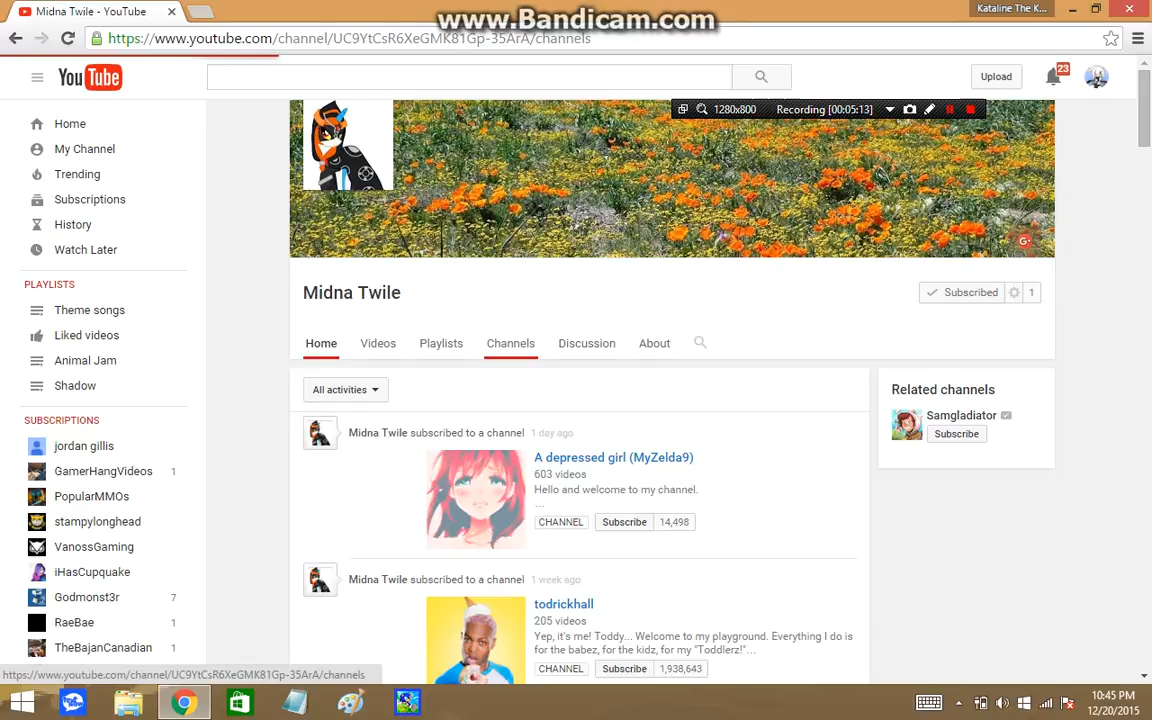 www.Bandicam.com
Midna Twile - YouTube
Kataline The K...
https://www.youtube.com/channel/UC9YtCsR6XeGMK81Gp-35ArA/channels
YouTube
Upload
23
1280x800
Recording [00:05:13]
Home
My Channel
Trending
Subscriptions
History
Watch Later
PLAYLISTS
Theme songs
Liked videos
Animal Jam
Shadow
SUBSCRIPTIONS
jordan gillis
GamerHangVideos 1
PopularMMOs
stampylonghead
VanossGaming
iHasCupquake
Godmonst3r 7
RaeBae 1
TheBajanCanadian 1
G+
Midna Twile
Subscribed 1
Home Videos Playlists Channels Discussion About
All activities
Midna Twile subscribed to a channel 1 day ago
A depressed girl (MyZelda9)
603 videos
Hello and welcome to my channel.
...
CHANNEL Subscribe 14,498
Midna Twile subscribed to a channel 1 week ago
todrickhall
205 videos
Yep, it's me! Toddy... Welcome to my playground. Everything I do is
for the babez, for the kidz, for my "Toddlerz!"...
CHANNEL Subscribe 1,938,643
Related channels
Samgladiator
Subscribe
https://www.youtube.com/channel/UC9YtCsR6XeGMK81Gp-35ArA/channels
10:45 PM
12/20/2015